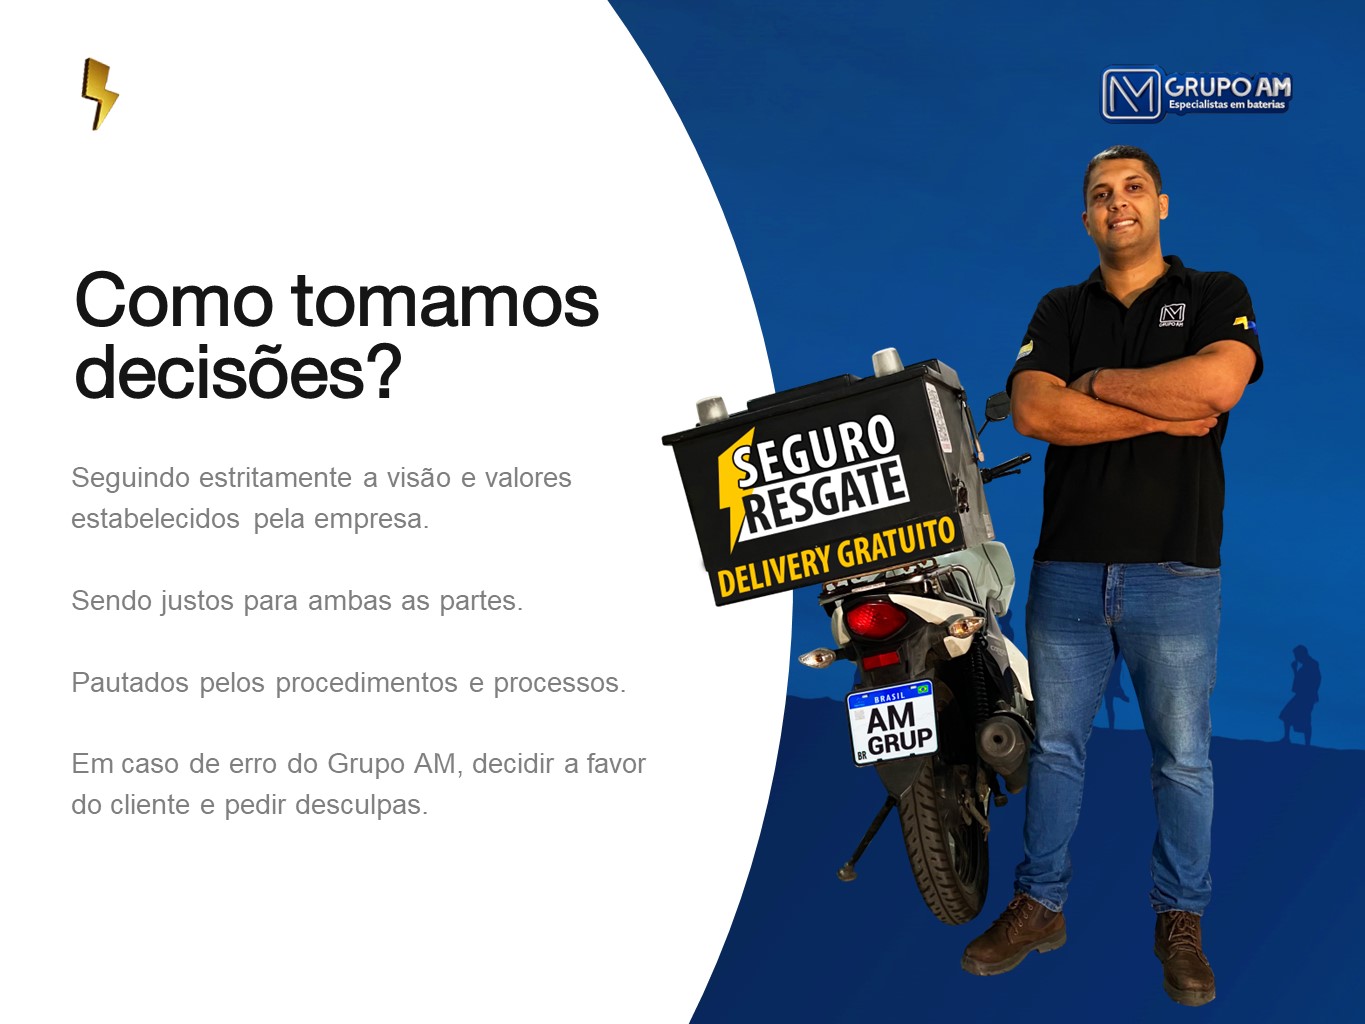 GRUPO AM
Especialistas em baterias
Como tomamos
decisões?
Seguindo estritamente a visão e valores
estabelecidos pela empresa.
Sendo justos para ambas as partes.
Pautados pelos procedimentos e processos.
Em caso de erro do Grupo AM, decidir a favor
do cliente e pedir desculpas.
SEGURO
RESGATE
DELIVERY GRATUITO
BRASIL
AM
GRUP
BR
GRUPO AM